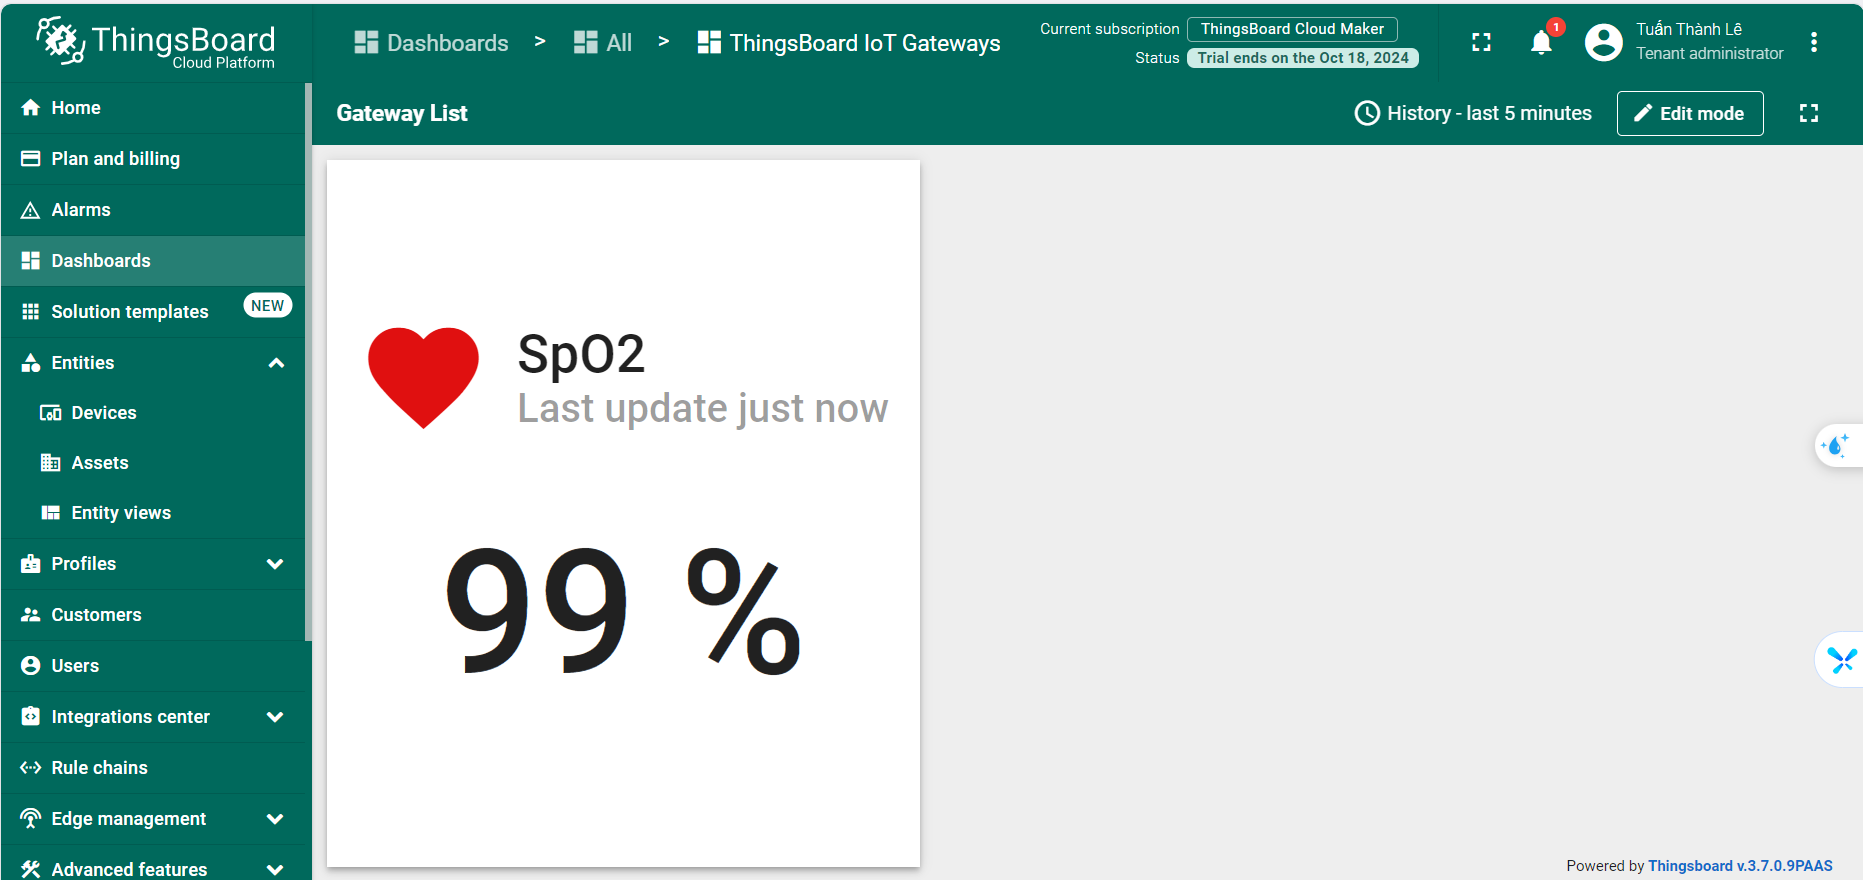 ThingsBoard
Cloud Platform
Dashboards > All > ThingsBoard IoT Gateways
Current subscription ThingsBoard Cloud Maker
Status Trial ends on the Oct 18, 2024
1
Tuấn Thành Lê
Tenant administrator
Gateway List
History - last 5 minutes
Edit mode
Home
Plan and billing
Alarms
Dashboards
Solution templates NEW
Entities
Devices
Assets
Entity views
Profiles
Customers
Users
Integrations center
Rule chains
Edge management
Advanced features
SpO2
Last update just now
99 %
Powered by Thingsboard v.3.7.0.9PAAS